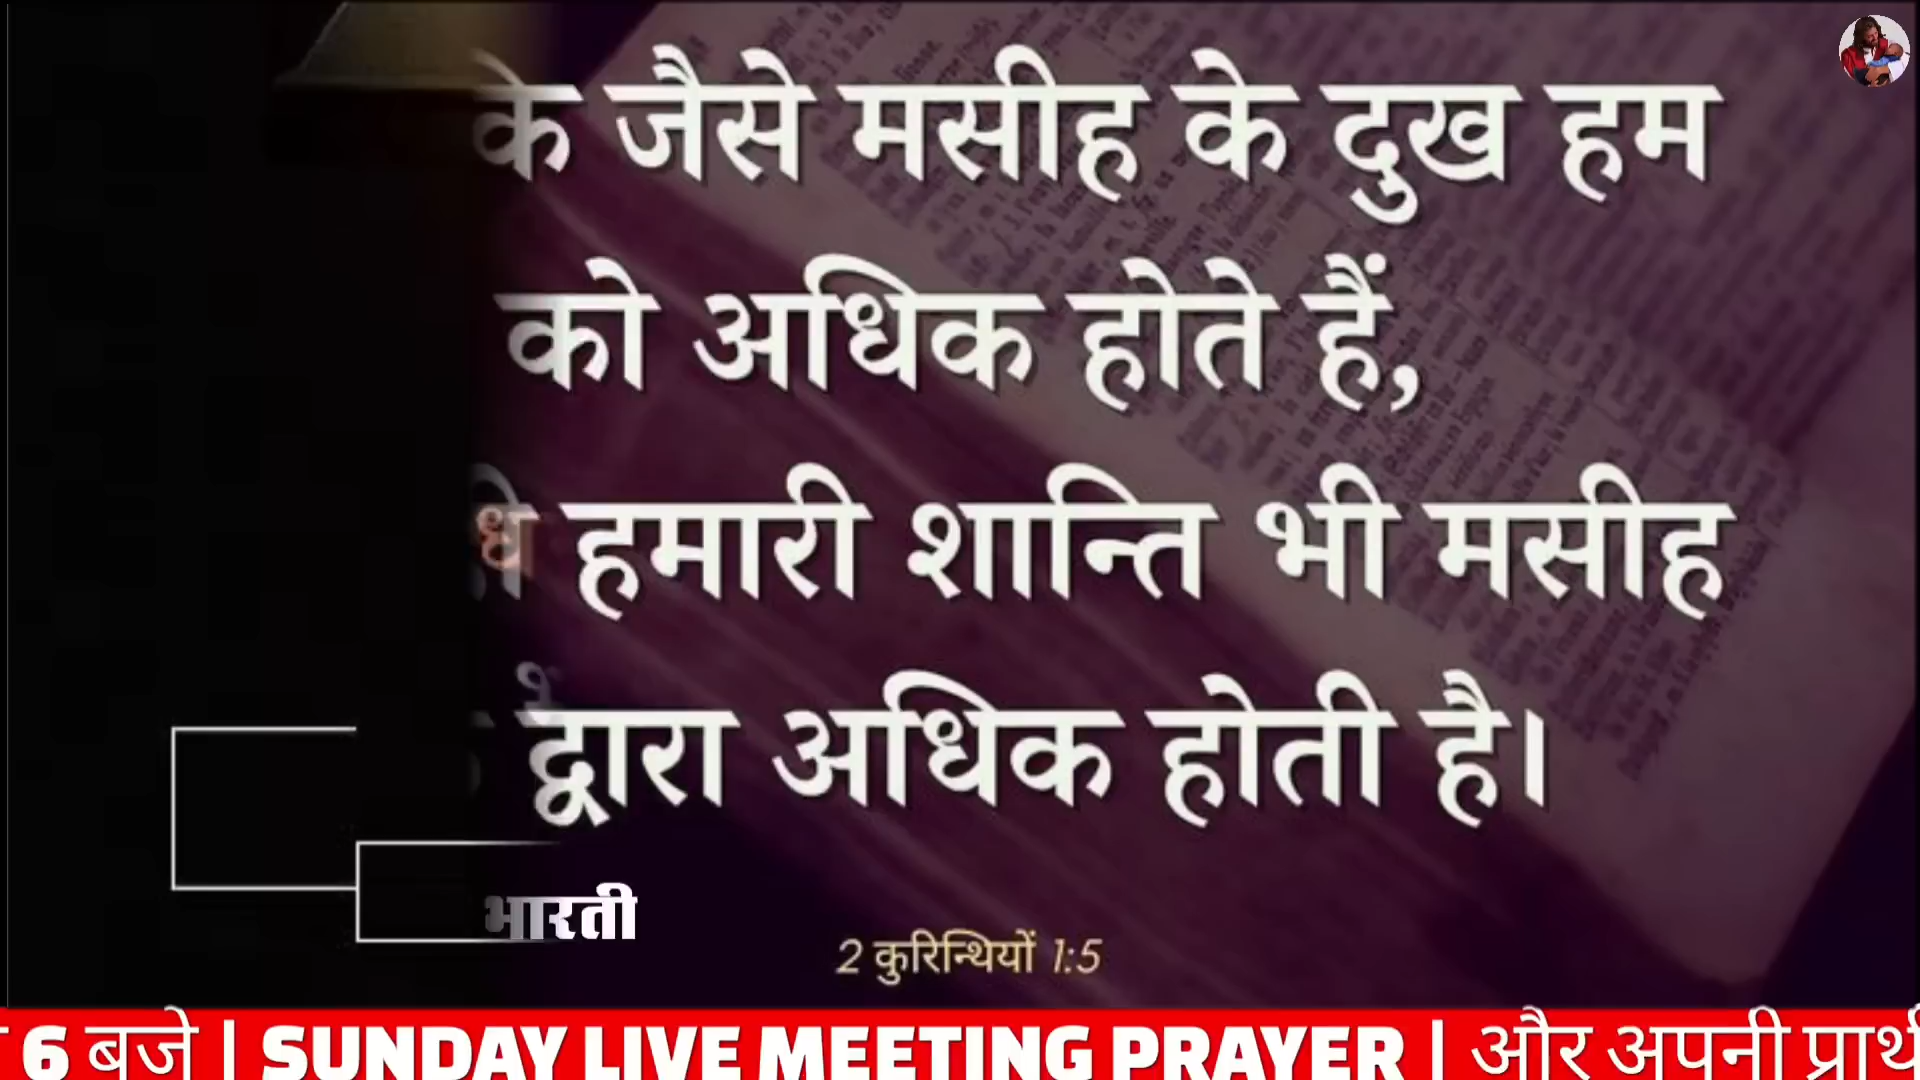 के जैसे मसीह के दुख हम
को अधिक होते हैं,
हमारी शान्ति भी मसीह
द्वारा अधिक होती है।
भारती
2 कुरिन्थियों 1:5
6 बजे | SUNDAY LIVE MEETING PRAYER | और अपनी प्रार्थ